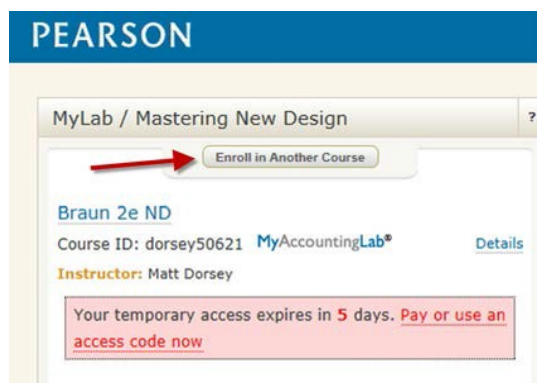 PEARSON
MyLab / Mastering New Design
?
Enroll in Another Course
Braun 2e ND
Course ID: dorsey50621 MyAccountingLab® Details
Instructor: Matt Dorsey
Your temporary access expires in 5 days. Pay or use an
access code now